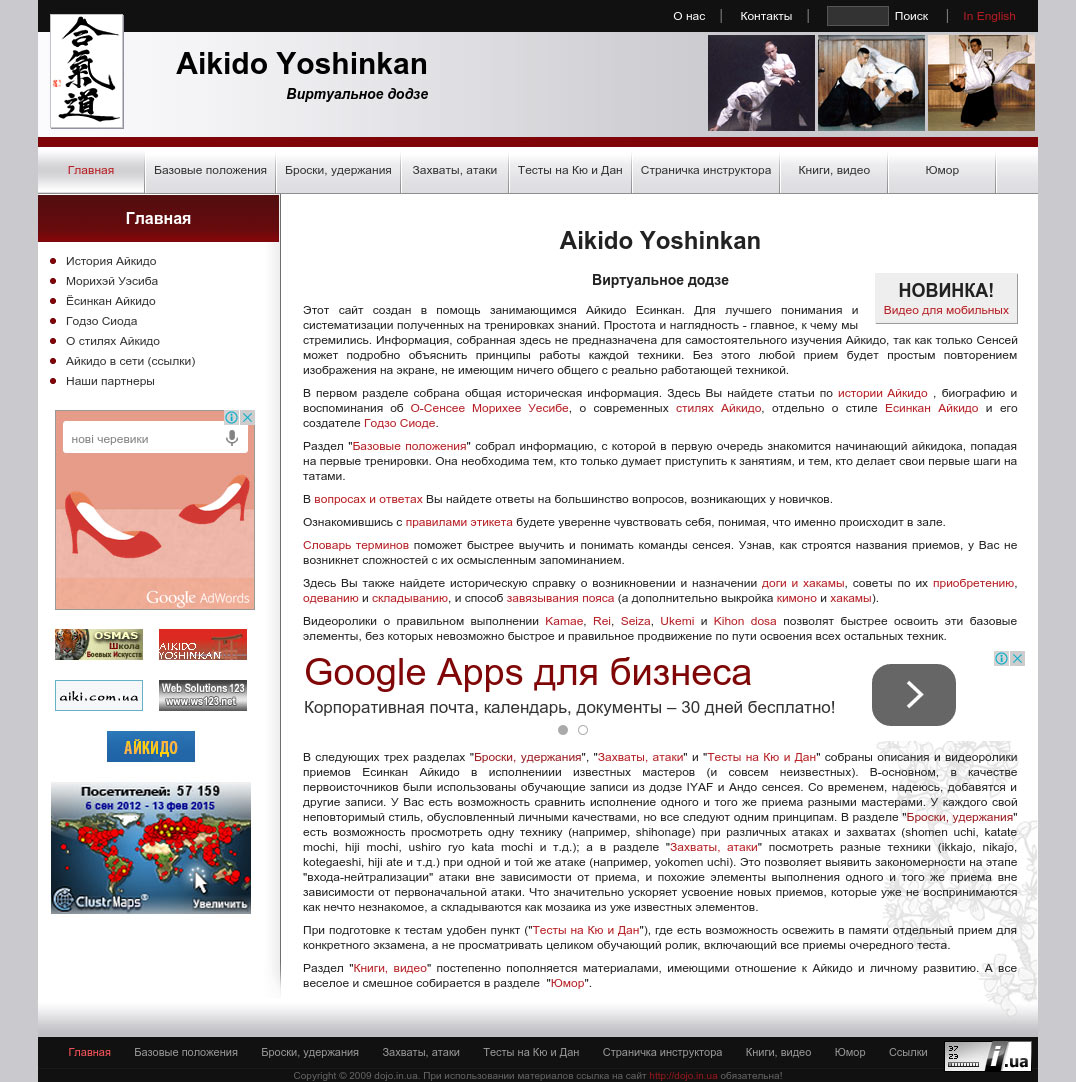 О нас | Контакты | Поиск | In English
合氣道
Aikido Yoshinkan
Виртуальное додзе
Главная
Базовые положения
Броски, удержания
Захваты, атаки
Тесты на Кю и Дан
Страничка инструктора
Книги, видео
Юмор
Главная
История Айкидо
Морихэй Уэсиба
Ёсинкан Айкидо
Годзо Сиода
О стилях Айкидо
Айкидо в сети (ссылки)
Наши партнеры
нові черевики
Google AdWords
OSMAS
Школа
Боевых Искусств
AIKIDO
YOSHINKAN
aiki.com.ua
Web Solutions 123
www.ws123.net
АЙКИДО
Посетителей: 57 159
6 сен 2012 - 13 фев 2015
ClustrMaps®
Увеличить
Aikido Yoshinkan
Виртуальное додзе
НОВИНКА!
Видео для мобильных
Этот сайт создан в помощь занимающимся Айкидо Есинкан. Для лучшего понимания и
систематизации полученных на тренировках знаний. Простота и наглядность - главное, к чему мы
стремились. Информация, собранная здесь не предназначена для самостоятельного изучения Айкидо, так как только Сенсей
может подробно объяснить принципы работы каждой техники. Без этого любой прием будет простым повторением
изображения на экране, не имеющим ничего общего с реально работающей техникой.
В первом разделе собрана общая историческая информация. Здесь Вы найдете статьи по истории Айкидо , биографию и
воспоминания об О-Сенсее Морихее Уесибе, о современных стилях Айкидо, отдельно о стиле Есинкан Айкидо и его
создателе Годзо Сиоде.
Раздел "Базовые положения" собрал информацию, с которой в первую очередь знакомится начинающий айкидока, попадая
на первые тренировки. Она необходима тем, кто только думает приступить к занятиям, и тем, кто делает свои первые шаги на
татами.
В вопросах и ответах Вы найдете ответы на большинство вопросов, возникающих у новичков.
Ознакомившись с правилами этикета будете уверенне чувствовать себя, понимая, что именно происходит в зале.
Словарь терминов поможет быстрее выучить и понимать команды сенсея. Узнав, как строятся названия приемов, у Вас не
возникнет сложностей с их осмысленным запоминанием.
Здесь Вы также найдете историческую справку о возникновении и назначении доги и хакамы, советы по их приобретению,
одеванию и складыванию, и способ завязывания пояса (а дополнительно выкройка кимоно и хакамы).
Видеоролики о правильном выполнении Kamae, Rei, Seiza, Ukemi и Kihon dosa позволят быстрее освоить эти базовые
элементы, без которых невозможно быстрое и правильное продвижение по пути освоения всех остальных техник.
Google Apps для бизнеса
Корпоративная почта, календарь, документы – 30 дней бесплатно!
В следующих трех разделах "Броски, удержания", "Захваты, атаки" и "Тесты на Кю и Дан" собраны описания и видеоролики
приемов Есинкан Айкидо в исполнениии известных мастеров (и совсем неизвестных). В-основном, в качестве
первоисточников были использованы обучающие записи из додзе IYAF и Андо сенсея. Со временем, надеюсь, добавятся и
другие записи. У Вас есть возможность сравнить исполнение одного и того же приема разными мастерами. У каждого свой
неповторимый стиль, обусловленный личными качествами, но все следуют одним принципам. В разделе "Броски, удержания"
есть возможность просмотреть одну технику (например, shihonage) при различных атаках и захватах (shomen uchi, katate
mochi, hiji mochi, ushiro ryo kata mochi и т.д.); а в разделе "Захваты, атаки" посмотреть разные техники (ikkajo, nikajo,
kotegaeshi, hiji ate и т.д.) при одной и той же атаке (например, yokomen uchi). Это позволяет выявить закономерности на этапе
"входа-нейтрализации" атаки вне зависимости от приема, и похожие элементы выполнения одного и того же приема вне
зависимости от первоначальной атаки. Что значительно ускоряет усвоение новых приемов, которые уже не воспринимаются
как нечто незнакомое, а складываются как мозаика из уже известных элементов.
При подготовке к тестам удобен пункт ("Тесты на Кю и Дан"), где есть возможность освежить в памяти отдельный прием для
конкретного экзамена, а не просматривать целиком обучающий ролик, включающий все приемы очередного теста.
Раздел "Книги, видео" постепенно пополняется материалами, имеющими отношение к Айкидо и личному развитию. А все
веселое и смешное собирается в разделе "Юмор".
Главная
Базовые положения
Броски, удержания
Захваты, атаки
Тесты на Кю и Дан
Страничка инструктора
Книги, видео
Юмор
Ссылки
37
23
23
i.ua
Copyright © 2009 dojo.in.ua. При использовании материалов ссылка на сайт http://dojo.in.ua обязательна!